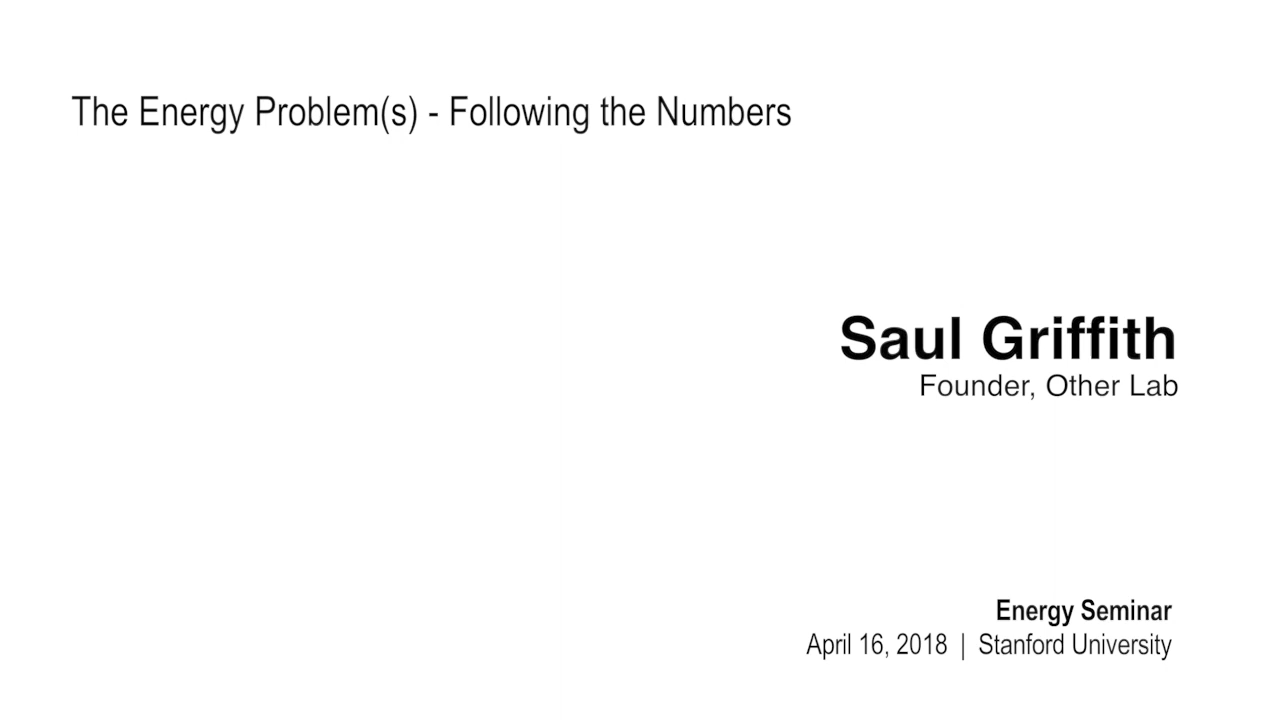 The Energy Problem(s) - Following the Numbers
Saul Griffith
Founder, Other Lab
Energy Seminar
April 16, 2018 | Stanford University